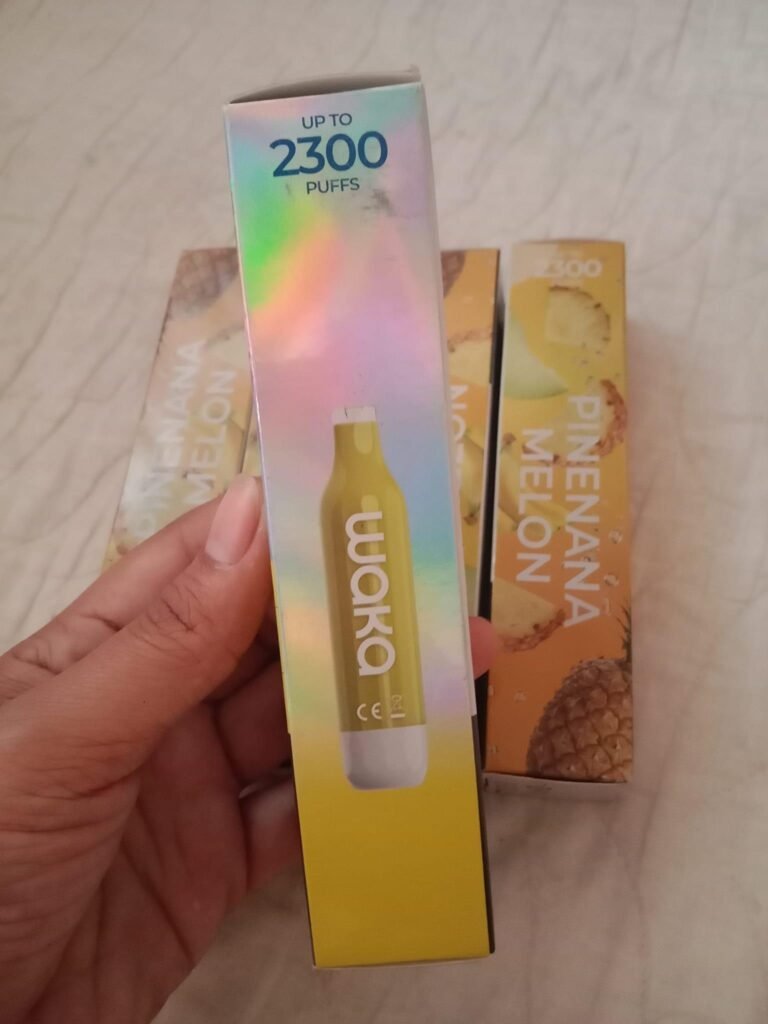 UP TO
2300
PUFFS
waka
CE
PINENANA
MELON
2300
PINENANA
MELON